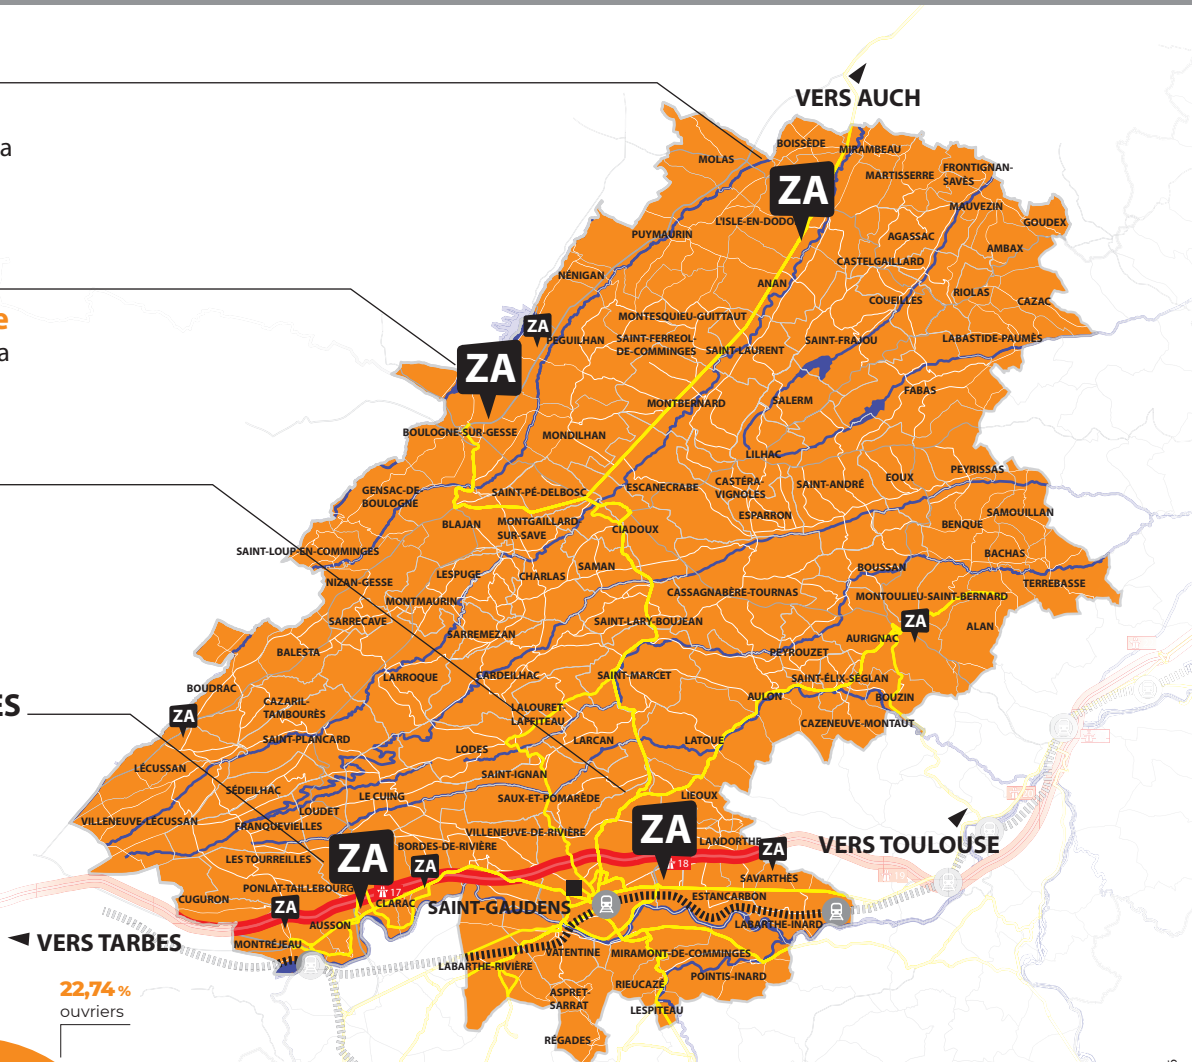 VERS AUCH
a
BOISSÈDE
MIRAMBEAU
MOLAS
FRONTIGNAN-
SAVÈS
MARTISSERRE
ZA
MAUVEZIN
L'ISLE-EN-DODO
GOUDEX
PUYMAURIN
AGASSAC
AMBAX
CASTELGAILLARD
NÉNIGAN
ANAN
RIOLAS
COUEILLES
CAZAC
MONTESQUIEU-GUITTAUT
e
ZA
PEGUILHAN
SAINT-FERREOL-
DE-COMMINGES
SAINT-LAURENT
SAINT-FRAJOU
LABASTIDE-PAUMÈS
a
ZA
FABAS
SALERM
MONTBERNARD
BOULOGNE-SUR-GESSE
MONDILHAN
LILHAC
PEYRISSAS
EOUX
CASTÉRA-
VIGNOLES
SAINT-ANDRÉ
ESCANECRABE
GENSAC-DE-
BOULOGNE
SAINT-PÉ-DELBOSC
SAMOUILLAN
ESPARRON
BENQUE
BLAJAN
MONTGAILLARD-
SUR-SAVE
CIADOUX
SAINT-LOUP-EN-COMMINGES
BACHAS
BOUSSAN
SAMAN
LESPUGE
CHARLAS
NIZAN-GESSE
TERREBASSE
CASSAGNABÈRE-TOURNAS
MONTOULIEU-SAINT-BERNARD
MONTMAURIN
SARRECAVE
SAINT-LARY-BOUJEAN
ZA
ALAN
SARREMEZAN
AURIGNAC
BALESTA
PEYROUZET
LARROQUE
CARDEILHAC
SAINT-MARCET
SAINT-ÉLIX-SÉGLAN
BOUDRAC
AULON
BOUZIN
CAZARIL-
TAMBOURÈS
ES
LALOURET-
LAFFITEAU
ZA
CAZENEUVE-MONTAUT
SAINT-PLANCARD
LARCAN
LATOUE
LODES
LÉCUSSAN
SAINT-IGNAN
SÉDEILHAC
LE CUING
SAUX-ET-POMARÈDE
LIEOUX
LOUDET
VILLENEUVE-LÉCUSSAN
FRANQUEVIELLES
ZA
VILLENEUVE-DE-RIVIÈRE
LANDORTHE
VERS TOULOUSE
BORDES-DE-RIVIÈRE
ZA
ZA
LES TOURREILLES
18
ZA
SAVARTHÈS
PONLAT-TAILLEBOURG
17
ESTANCARBON
CUGURON
CLARAC
SAINT-GAUDENS
ZA
AUSSON
LABARTHE-INARD
VERS TARBES
MONTRÉJEAU
VALENTINE
MIRAMONT-DE-COMMINGES
LABARTHE-RIVIÈRE
POINTIS-INARD
22,74 %
ouvriers
RIEUCAZÉ
ASPRET-
SARRAT
LESPITEAU
RÉGADES